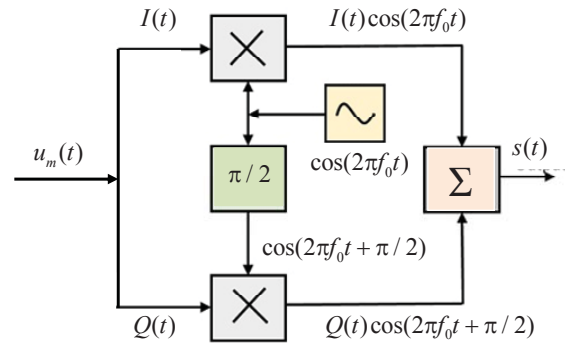 I(t)
I(t)cos(2πf₀t)
uₘ(t)
cos(2πf₀t)
π/2
Σ
s(t)
cos(2πf₀t + π/2)
Q(t)
Q(t)cos(2πf₀t + π/2)